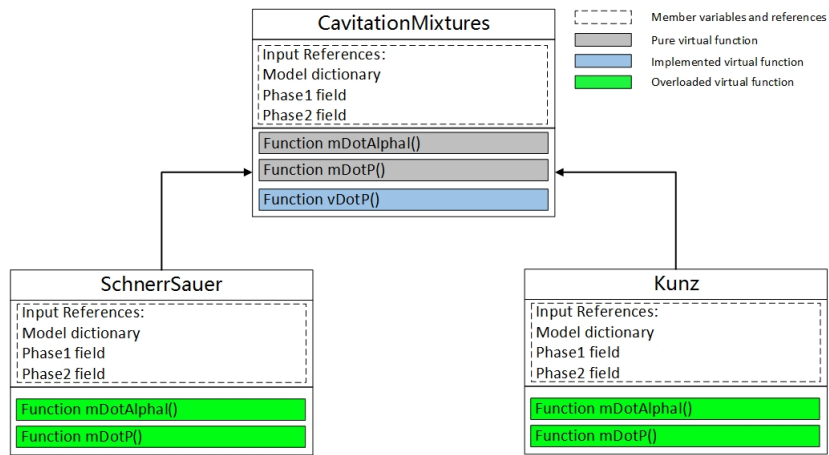 CavitationMixtures
Input References:
Model dictionary
Phase1 field
Phase2 field
Function mDotAlphal()
Function mDotP()
Function vDotP()
Member variables and references
Pure virtual function
Implemented virtual function
Overloaded virtual function
SchnerrSauer
Input References:
Model dictionary
Phase1 field
Phase2 field
Function mDotAlphal()
Function mDotP()
Kunz
Input References:
Model dictionary
Phase1 field
Phase2 field
Function mDotAlphal()
Function mDotP()